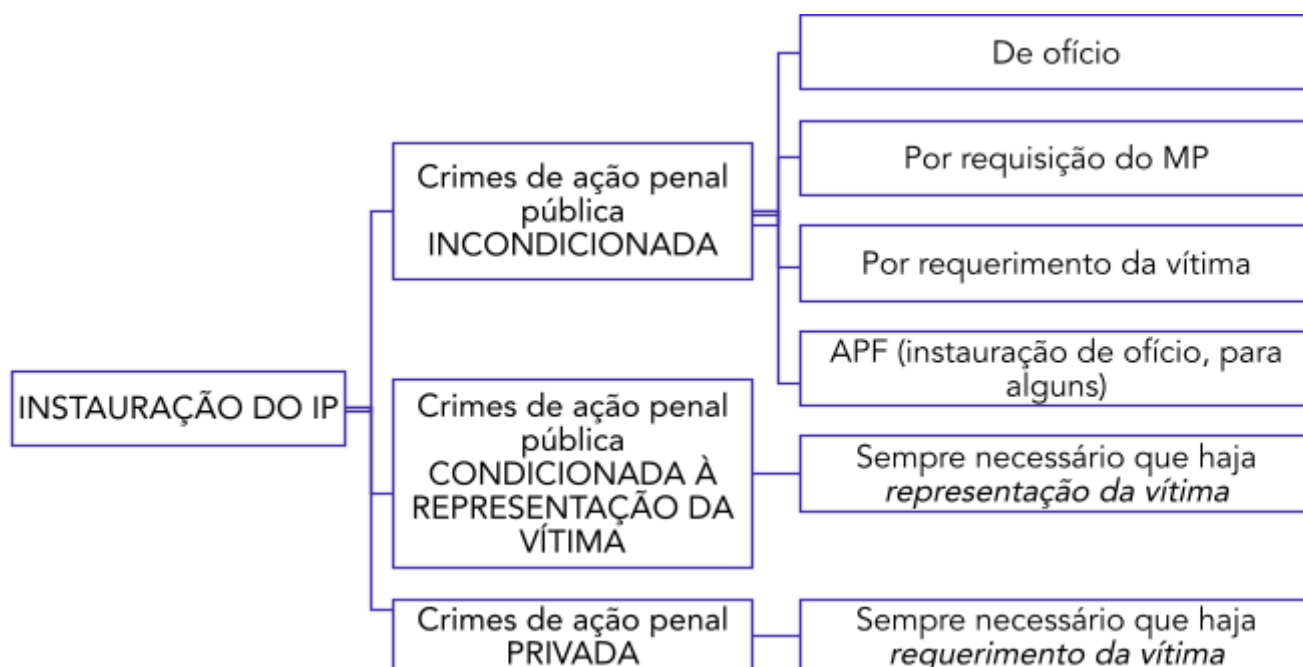 INSTAURAÇÃO DO IP
Crimes de ação penal
pública
INCONDICIONADA
De ofício
Por requisição do MP
Por requerimento da vítima
APF (instauração de ofício, para
alguns)
Crimes de ação penal
pública
CONDICIONADA À
REPRESENTAÇÃO DA
VÍTIMA
Sempre necessário que haja
representação da vítima
Crimes de ação penal
PRIVADA
Sempre necessário que haja
requerimento da vítima